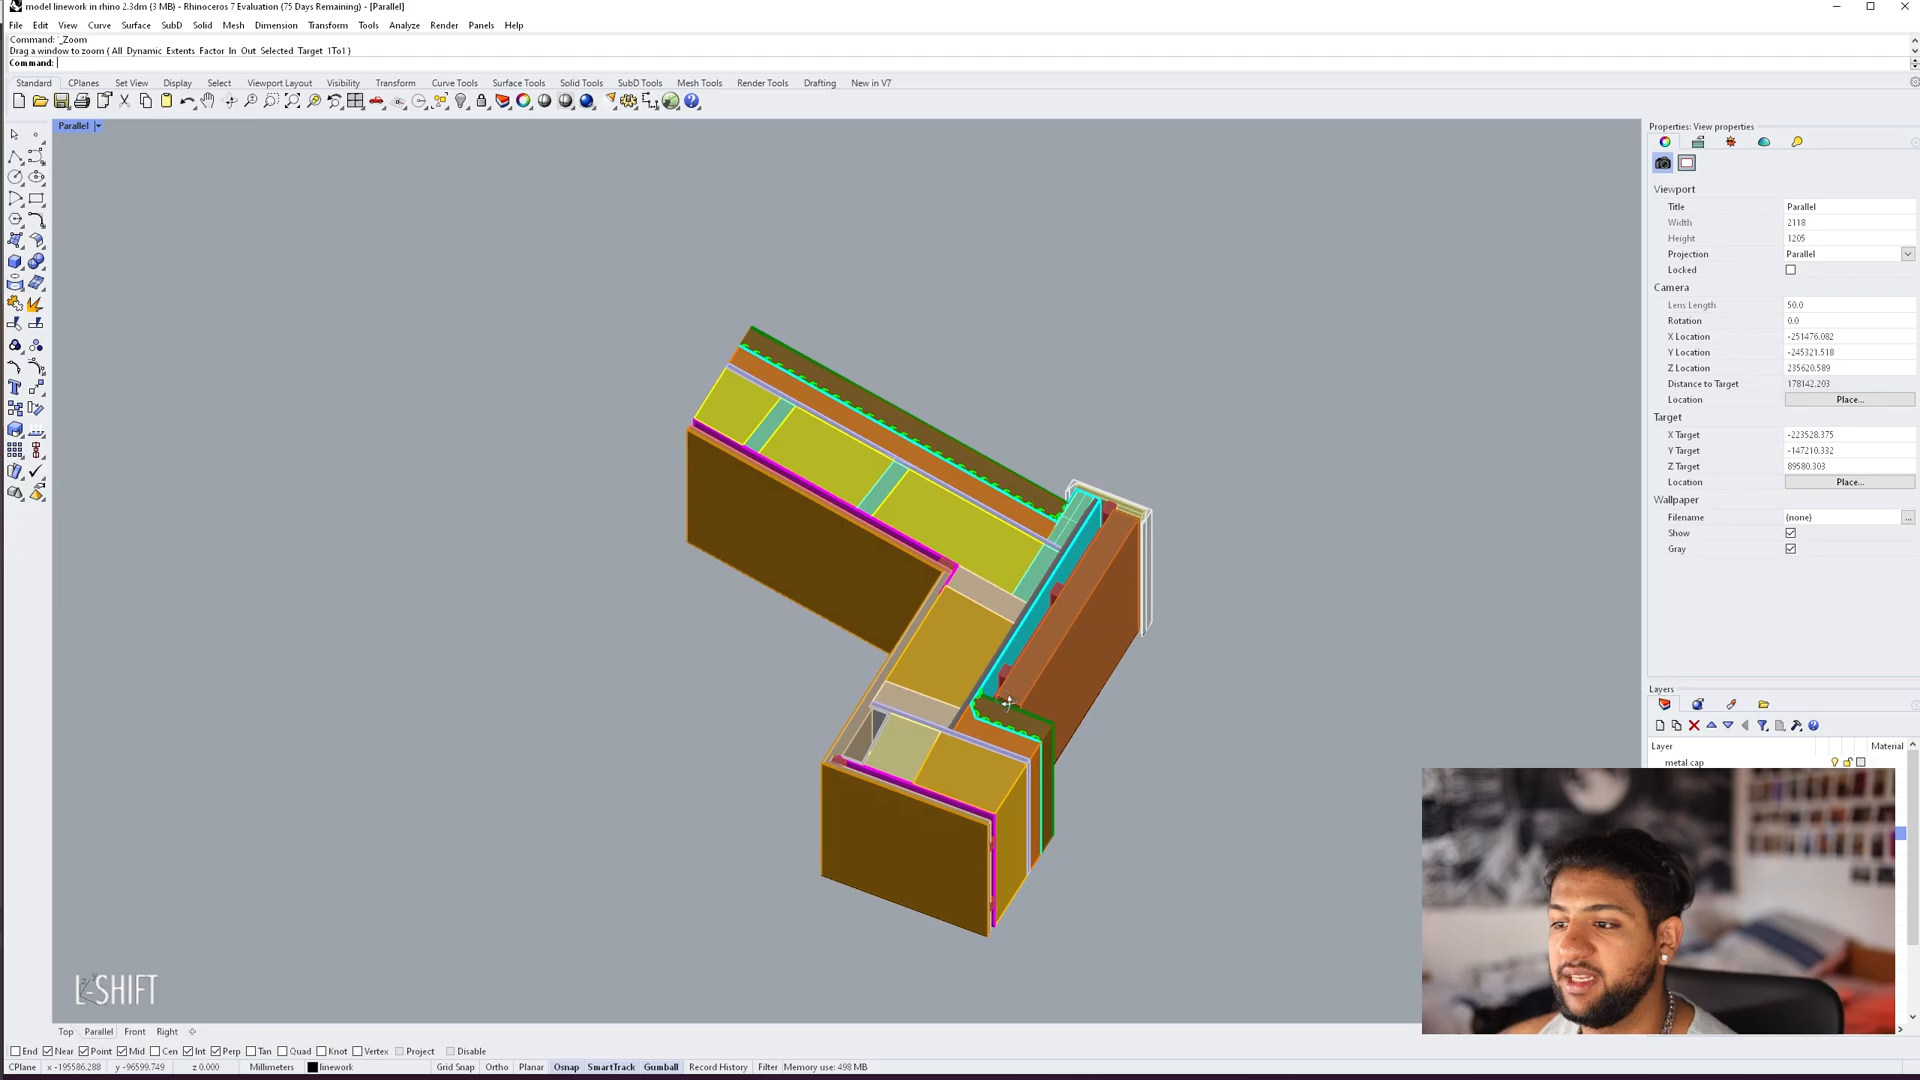 model linework in rhino 2.3dm (3 MB) - Rhinoceros 7 Evaluation (75 Days Remaining) - [Parallel]
File Edit View Curve Surface SubD Solid Mesh Dimension Transform Tools Analyze Render Panels Help
Command: '_Zoom
Drag a window to zoom ( All Dynamic Extents Factor In Out Selected Target 1To1 )
Command:
Standard CPlanes Set View Display Select Viewport Layout Visibility Transform Curve Tools Surface Tools Solid Tools SubD Tools Mesh Tools Render Tools Drafting New in V7
Parallel
Properties: View properties
Viewport
Title Parallel
Width 2118
Height 1205
Projection Parallel
Locked
Camera
Lens Length 50.0
Rotation 0.0
X Location -251476.082
Y Location -245321.518
Z Location 235620.589
Distance to Target 178142.203
Location Place...
Target
X Target -223528.375
Y Target -147210.332
Z Target 89580.303
Location Place...
Wallpaper
Filename (none) ...
Show
Gray
Layers
Layer Material
metal cap
L-SHIFT
Top Parallel Front Right
End Near Point Mid Cen Int Perp Tan Quad Knot Vertex Project Disable
CPlane x -195586.288 y -96599.749 z 0.000 Millimeters linework Grid Snap Ortho Planar Osnap SmartTrack Gumball Record History Filter Memory use: 498 MB